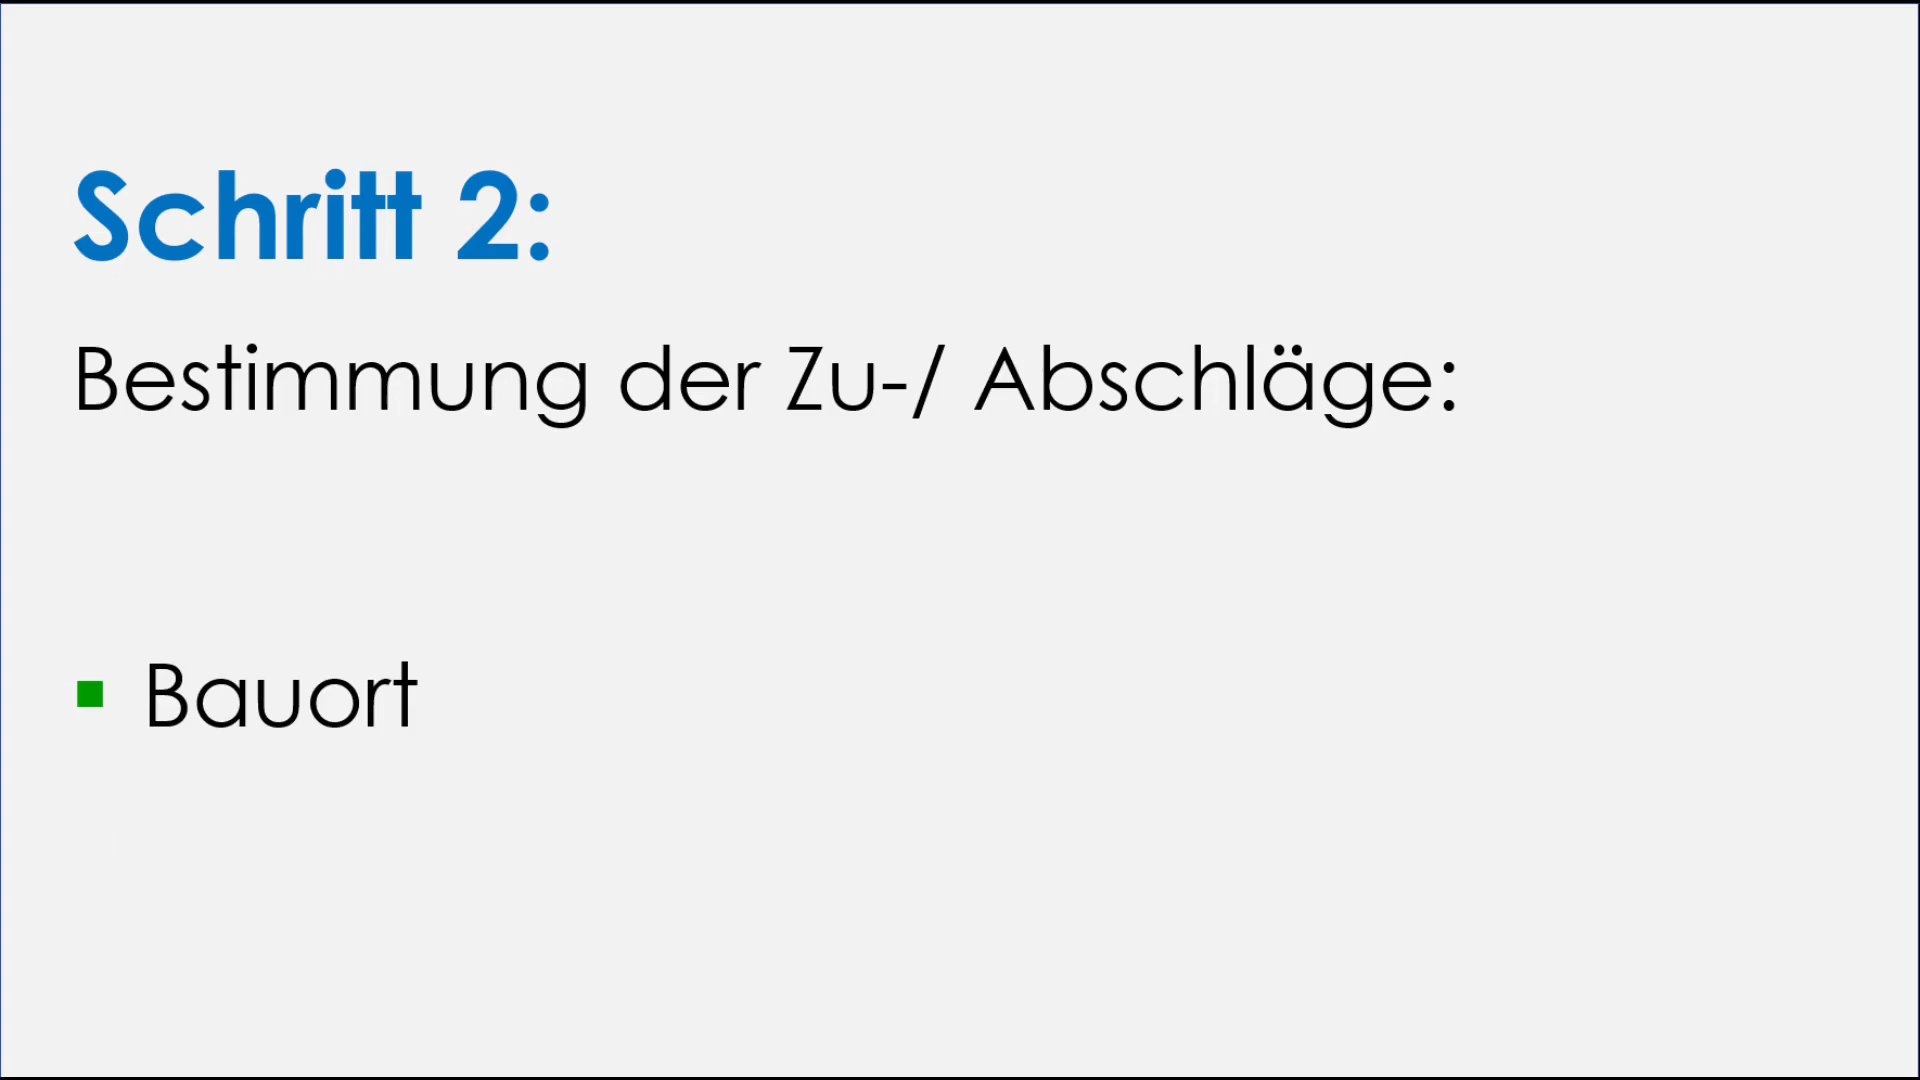 Schritt 2:
Bestimmung der Zu-/ Abschläge:
▪ Bauort